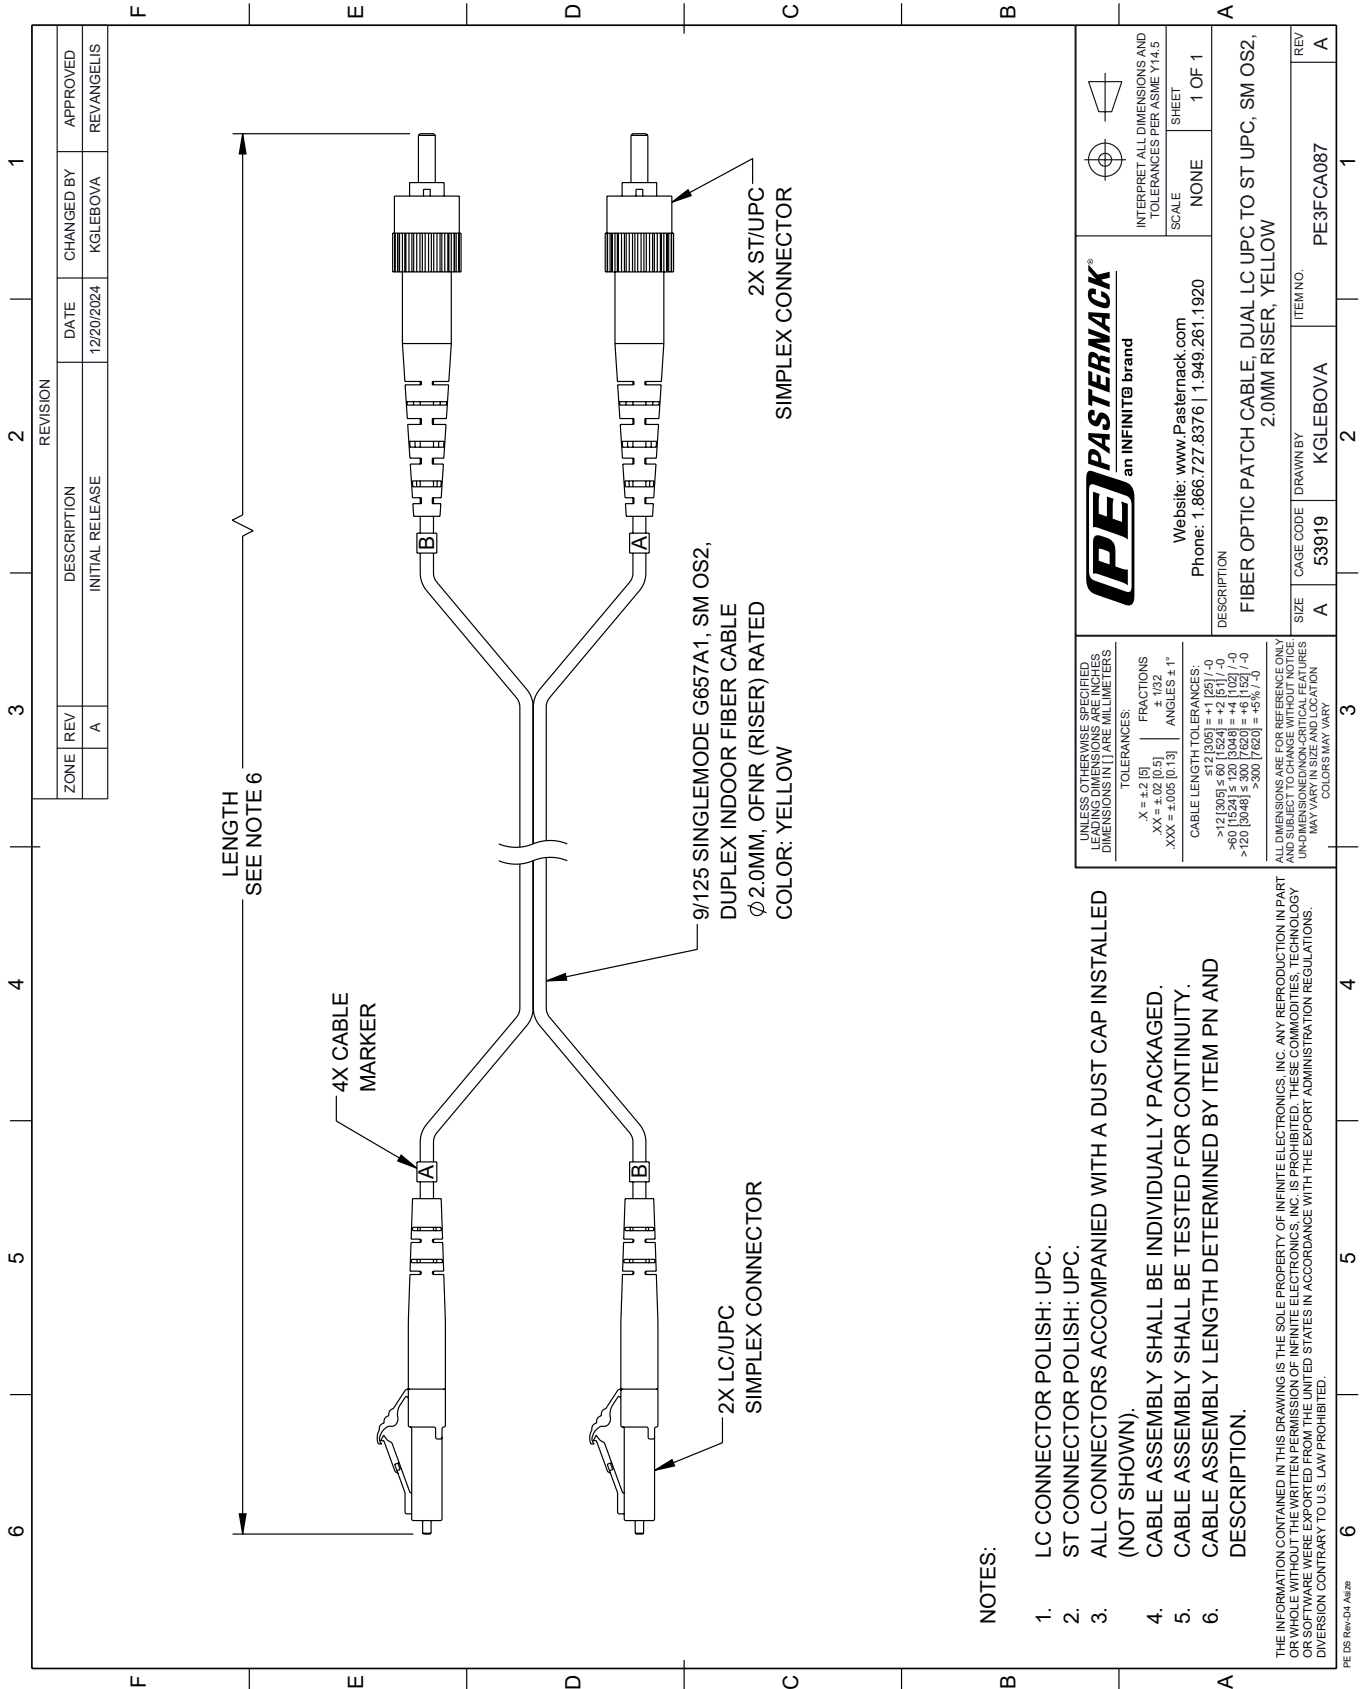 REVISION
ZONE REV DESCRIPTION DATE CHANGED BY APPROVED
A INITIAL RELEASE 12/20/2024 KGLEBOVA REVANGELIS
6 5 4 3 2 1
F
E
D
C
B
A
LENGTH
SEE NOTE 6
4X CABLE
MARKER
A
B
B
A
2X LC/UPC
SIMPLEX CONNECTOR
9/125 SINGLEMODE G657A1, SM OS2,
DUPLEX INDOOR FIBER CABLE
∅ 2.0MM, OFNR (RISER) RATED
COLOR: YELLOW
2X ST/UPC
SIMPLEX CONNECTOR
NOTES:
1. LC CONNECTOR POLISH: UPC.
2. ST CONNECTOR POLISH: UPC.
3. ALL CONNECTORS ACCOMPANIED WITH A DUST CAP INSTALLED
(NOT SHOWN).
4. CABLE ASSEMBLY SHALL BE INDIVIDUALLY PACKAGED.
5. CABLE ASSEMBLY SHALL BE TESTED FOR CONTINUITY.
6. CABLE ASSEMBLY LENGTH DETERMINED BY ITEM PN AND
DESCRIPTION.
THE INFORMATION CONTAINED IN THIS DRAWING IS THE SOLE PROPERTY OF INFINITE ELECTRONICS, INC. ANY REPRODUCTION IN PART
OR WHOLE WITHOUT THE WRITTEN PERMISSION OF INFINITE ELECTRONICS, INC. IS PROHIBITED. THESE COMMODITIES, TECHNOLOGY
OR SOFTWARE WERE EXPORTED FROM THE UNITED STATES IN ACCORDANCE WITH THE EXPORT ADMINISTRATION REGULATIONS.
DIVERSION CONTRARY TO U.S. LAW PROHIBITED.
UNLESS OTHERWISE SPECIFIED
LEADING DIMENSIONS ARE INCHES
DIMENSIONS IN [ ] ARE MILLIMETERS
TOLERANCES:
.X = ±.2 [5] FRACTIONS
.XX = ±.02 [0.5] ± 1/32
.XXX = ±.005 [0.13] ANGLES ± 1°
CABLE LENGTH TOLERANCES:
≤12 [305] = +1 [25] / -0
>12 [305] ≤ 60 [1524] = +2 [51] / -0
>60 [1524] ≤ 120 [3048] = +4 [102] / -0
>120 [3048] ≤ 300 [7620] = +6 [152] / -0
>300 [7620] = +5% / -0
ALL DIMENSIONS ARE FOR REFERENCE ONLY
AND SUBJECT TO CHANGE WITHOUT NOTICE.
UN-DIMENSIONED/NON-CRITICAL FEATURES
MAY VARY IN SIZE AND LOCATION
COLORS MAY VARY
PE PASTERNACK®
an INFINIT@ brand
Website: www.Pasternack.com
Phone: 1.866.727.8376 | 1.949.261.1920
INTERPRET ALL DIMENSIONS AND
TOLERANCES PER ASME Y14.5
SCALE SHEET
NONE 1 OF 1
DESCRIPTION
FIBER OPTIC PATCH CABLE, DUAL LC UPC TO ST UPC, SM OS2,
2.0MM RISER, YELLOW
SIZE CAGE CODE DRAWN BY ITEM NO. REV
A 53919 KGLEBOVA PE3FCA087 A
6 5 4 3 2 1
F
E
D
C
B
A
PE DS Rev-D4 Asize